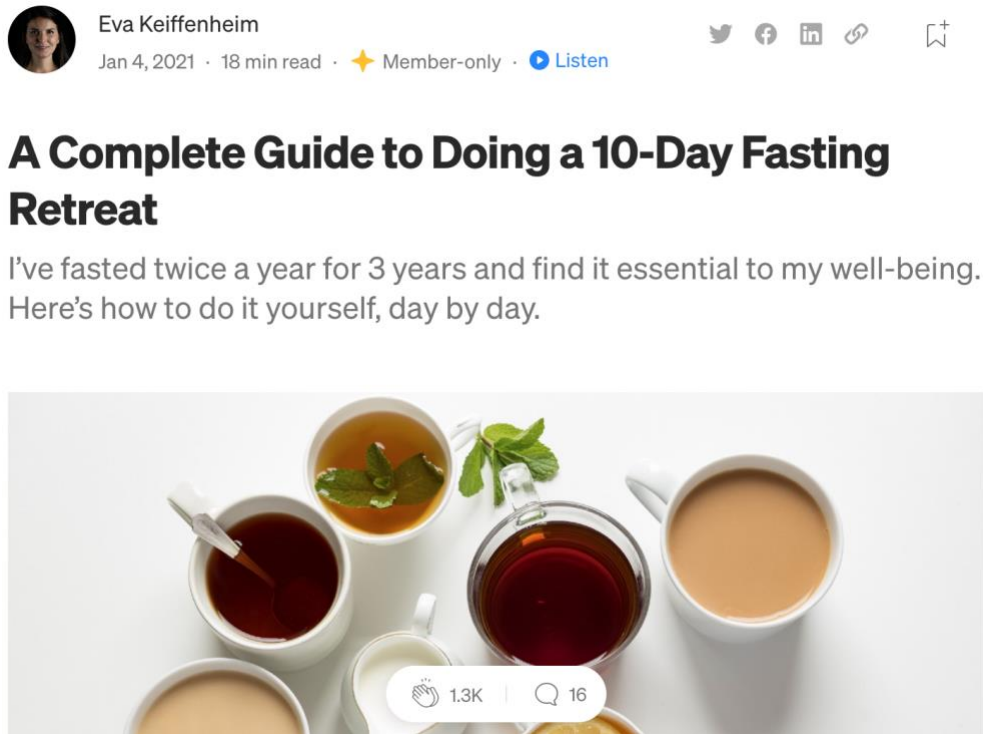 Eva Keiffenheim
Jan 4, 2021 · 18 min read · Member-only · Listen
A Complete Guide to Doing a 10-Day Fasting
Retreat
I've fasted twice a year for 3 years and find it essential to my well-being.
Here's how to do it yourself, day by day.
1.3K 16